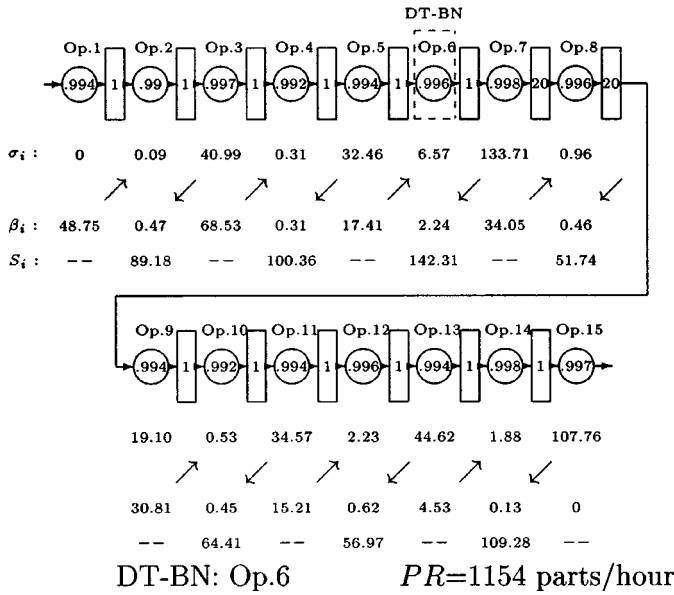 DT-BN
Op.1 Op.2 Op.3 Op.4 Op.5 Op.6 Op.7 Op.8
.994 1 .99 1 .997 1 .992 1 .994 1 .996 1 .998 20 .996 20
σi : 0 0.09 40.99 0.31 32.46 6.57 133.71 0.96
βi : 48.75 0.47 68.53 0.31 17.41 2.24 34.05 0.46
Si : -- 89.18 -- 100.36 -- 142.31 -- 51.74
Op.9 Op.10 Op.11 Op.12 Op.13 Op.14 Op.15
.994 1 .992 1 .994 1 .996 1 .994 1 .998 1 .997
19.10 0.53 34.57 2.23 44.62 1.88 107.76
30.81 0.45 15.21 0.62 4.53 0.13 0
-- 64.41 -- 56.97 -- 109.28 --
DT-BN: Op.6 PR=1154 parts/hour